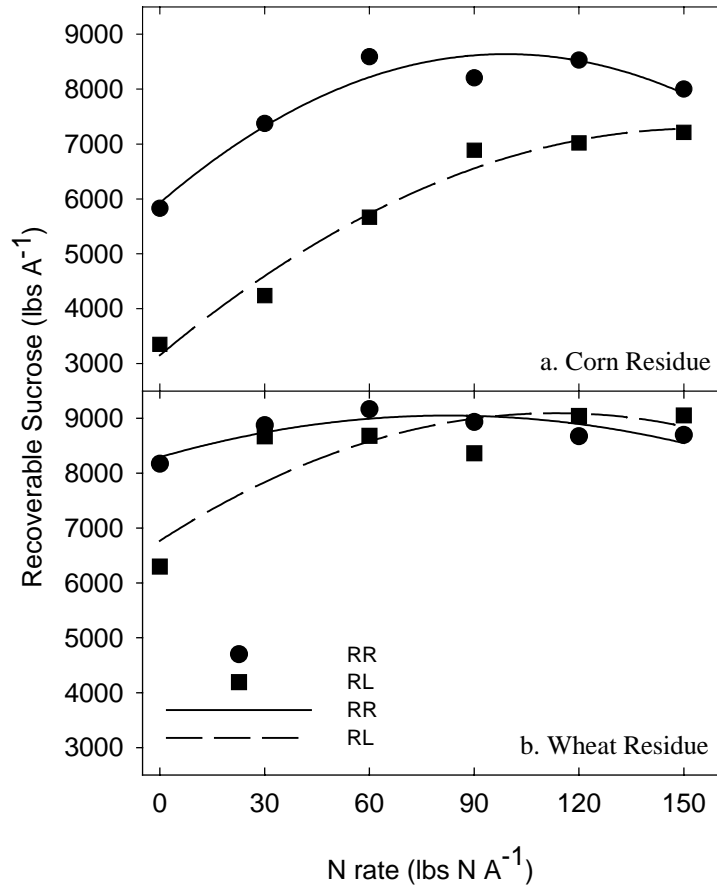 9000
8000
7000
6000
5000
4000
3000
a. Corn Residue
Recoverable Sucrose (lbs A⁻¹)
9000
8000
7000
6000
5000
4000
3000
RR
RL
RR
RL
b. Wheat Residue
0 30 60 90 120 150
N rate (lbs N A⁻¹)